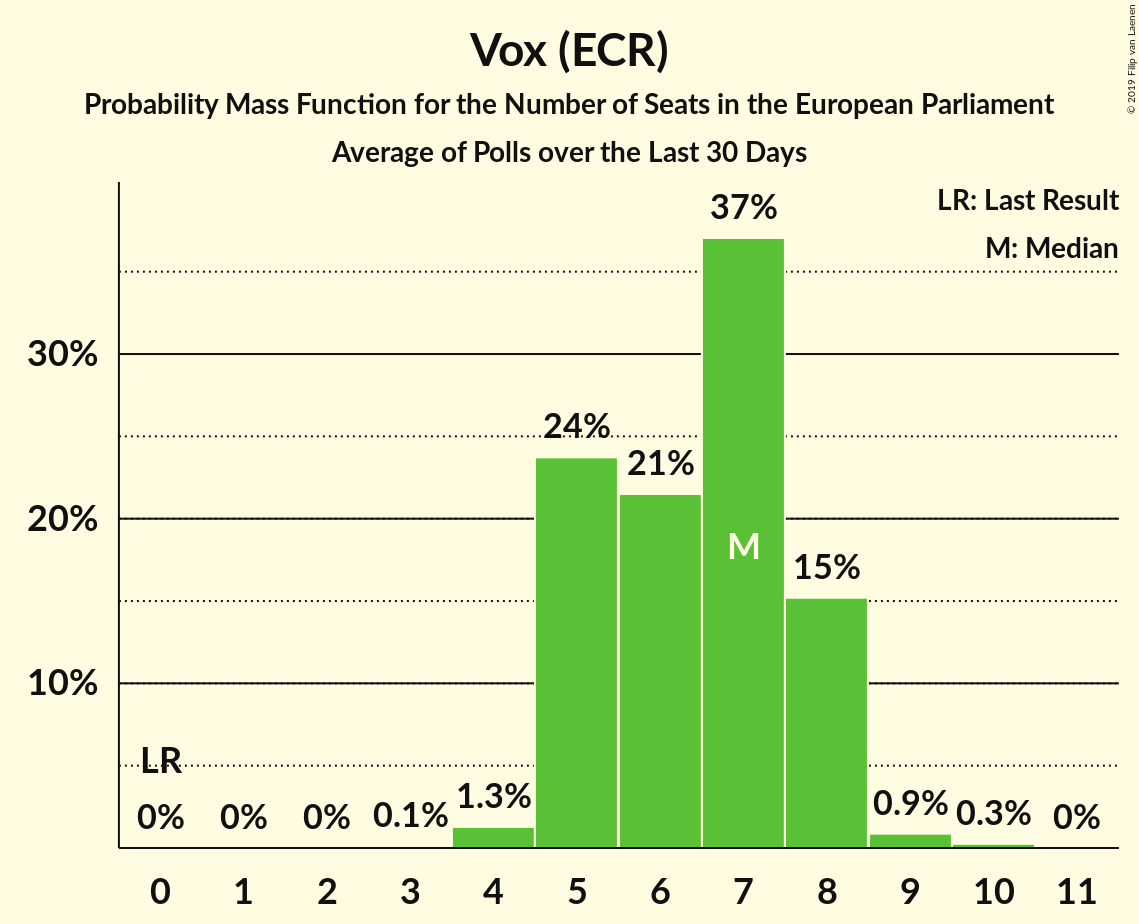 Vox (ECR)
Probability Mass Function for the Number of Seats in the European Parliament
Average of Polls over the Last 30 Days
© 2019 Filip van Laenen
LR: Last Result
M: Median
37%
30%
24%
21%
20%
M
15%
10%
LR
0% 0% 0% 0.1% 1.3% 0.9% 0.3% 0%
0 1 2 3 4 5 6 7 8 9 10 11